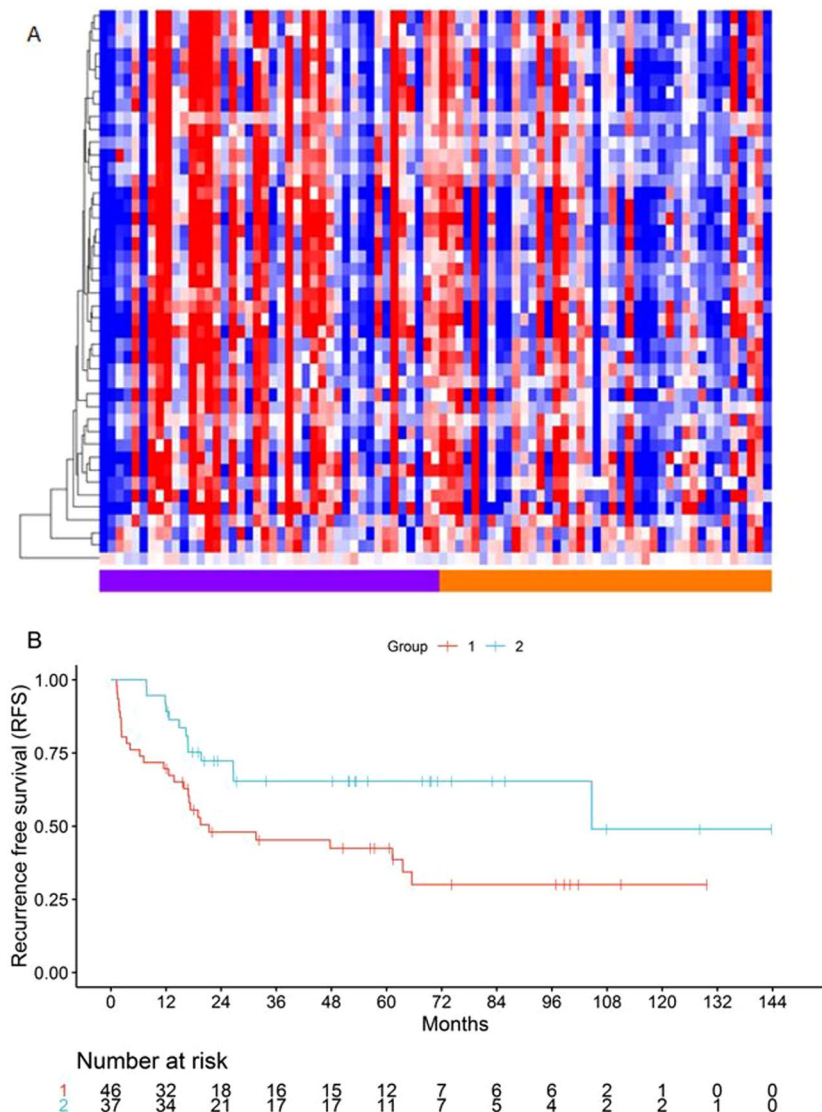 A
B
Group 1 2
Recurrence free survival (RFS)
1.00
0.75
0.50
0.25
0.00
0 12 24 36 48 60 72 84 96 108 120 132 144
Months
Number at risk
1 46 32 18 16 15 12 7 6 6 2 1 0 0
2 37 34 21 17 17 11 7 5 4 2 2 1 0